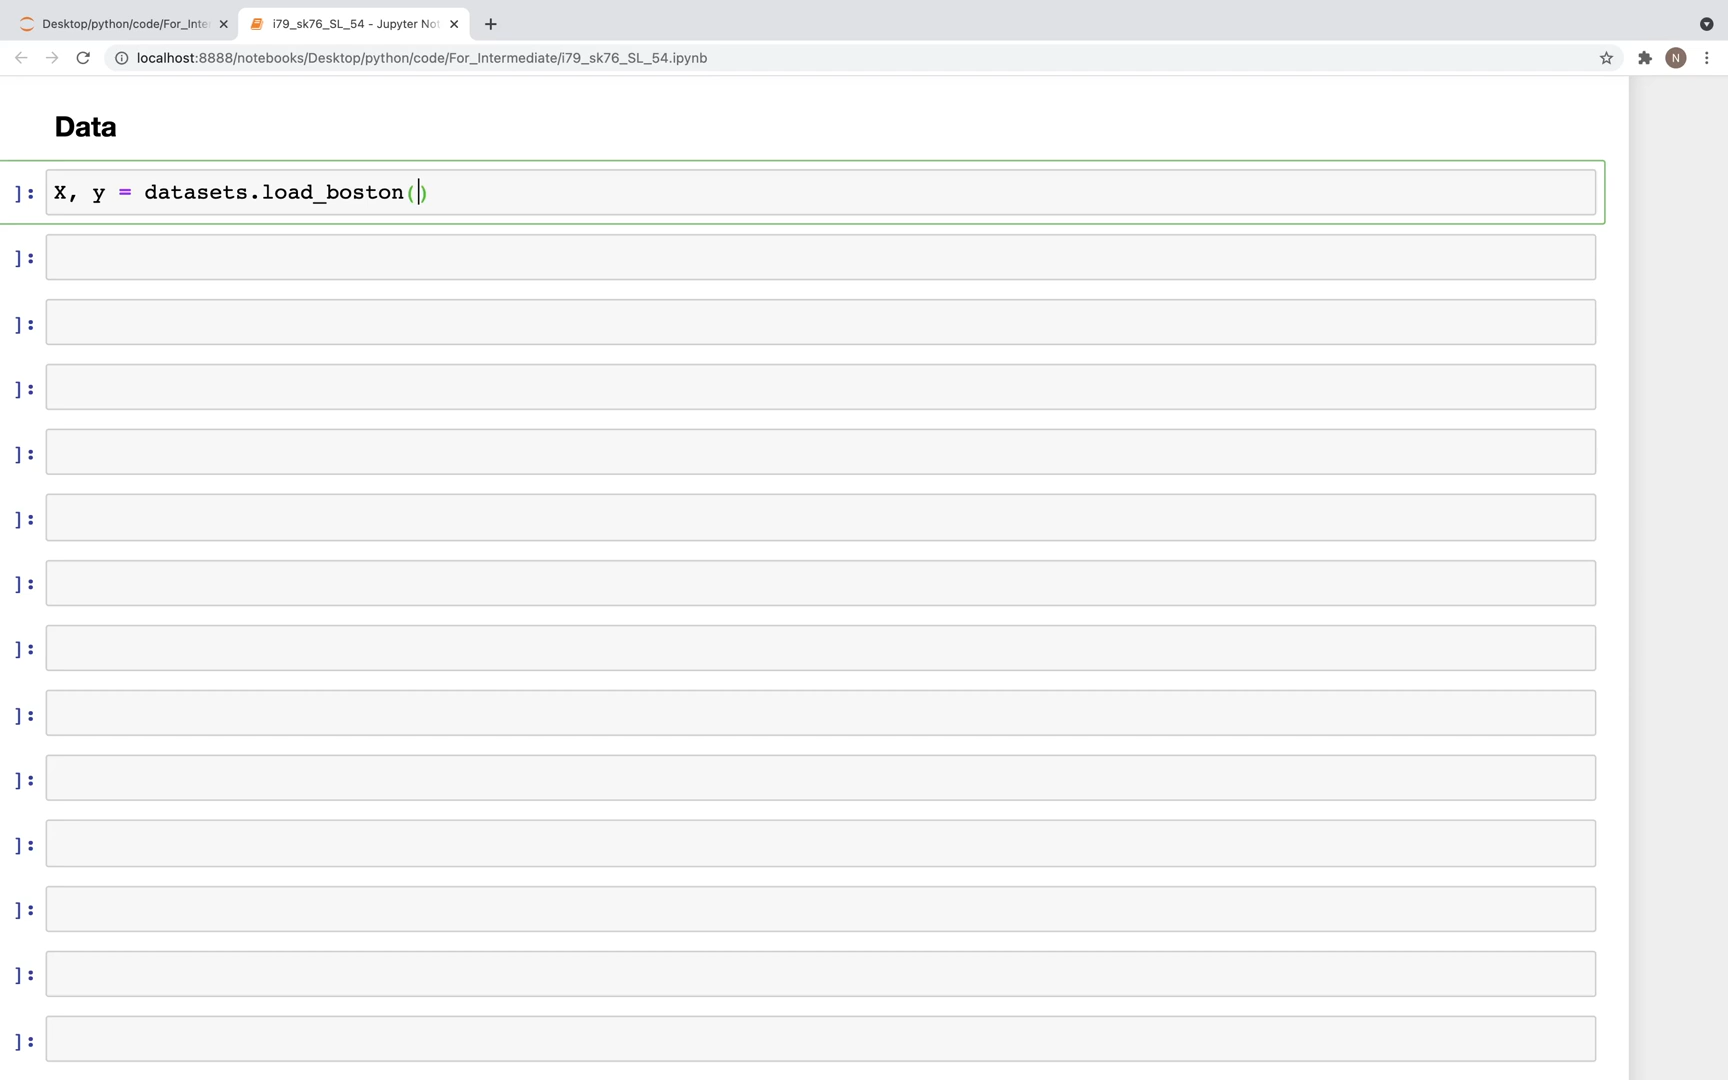 Desktop/python/code/For_Inte
i79_sk76_SL_54 - Jupyter Not
localhost:8888/notebooks/Desktop/python/code/For_Intermediate/i79_sk76_SL_54.ipynb
N
Data
]: X, y = datasets.load_boston()
]:
]:
]:
]:
]:
]:
]:
]:
]:
]:
]:
]:
]: